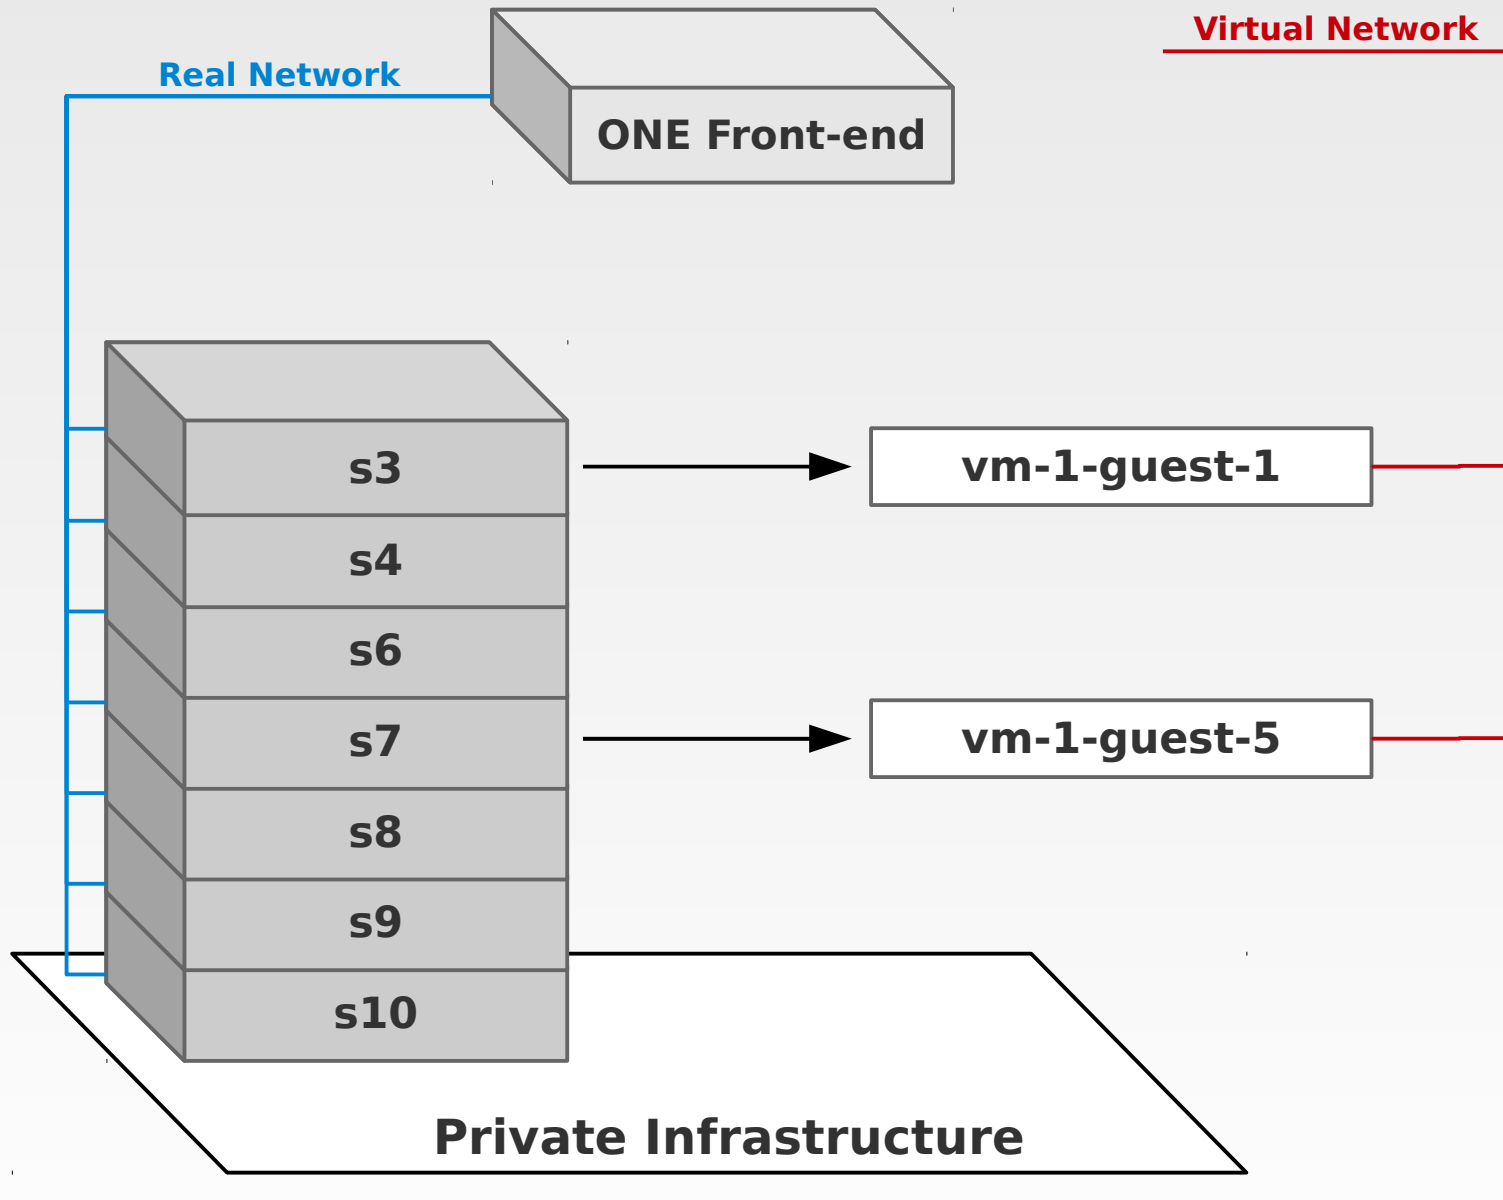 Virtual Network
Real Network
ONE Front-end
s3
vm-1-guest-1
s4
s6
s7
vm-1-guest-5
s8
s9
s10
Private Infrastructure